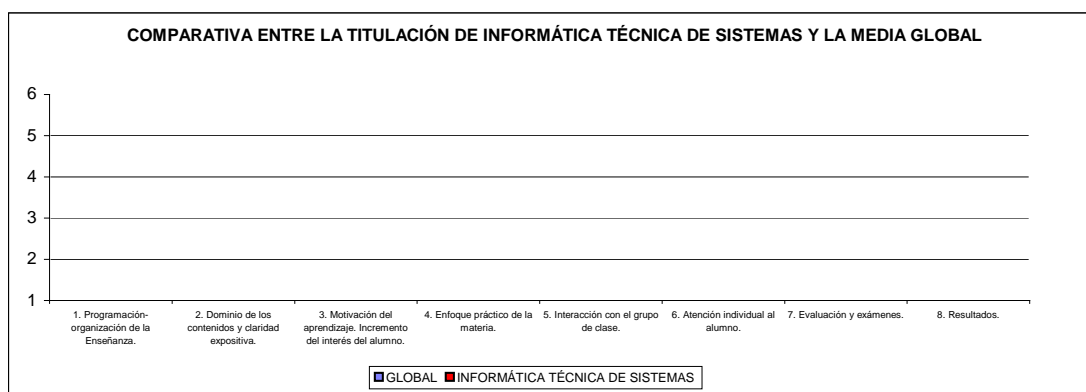 COMPARATIVA ENTRE LA TITULACIÓN DE INFORMÁTICA TÉCNICA DE SISTEMAS Y LA MEDIA GLOBAL
6
5
4
3
2
1
1. Programación-
organización de la
Enseñanza.
2. Dominio de los
contenidos y claridad
expositiva.
3. Motivación del
aprendizaje. Incremento
del interés del alumno.
4. Enfoque práctico de la
materia.
5. Interacción con el grupo
de clase.
6. Atención individual al
alumno.
7. Evaluación y exámenes.
8. Resultados.
GLOBAL
INFORMÁTICA TÉCNICA DE SISTEMAS